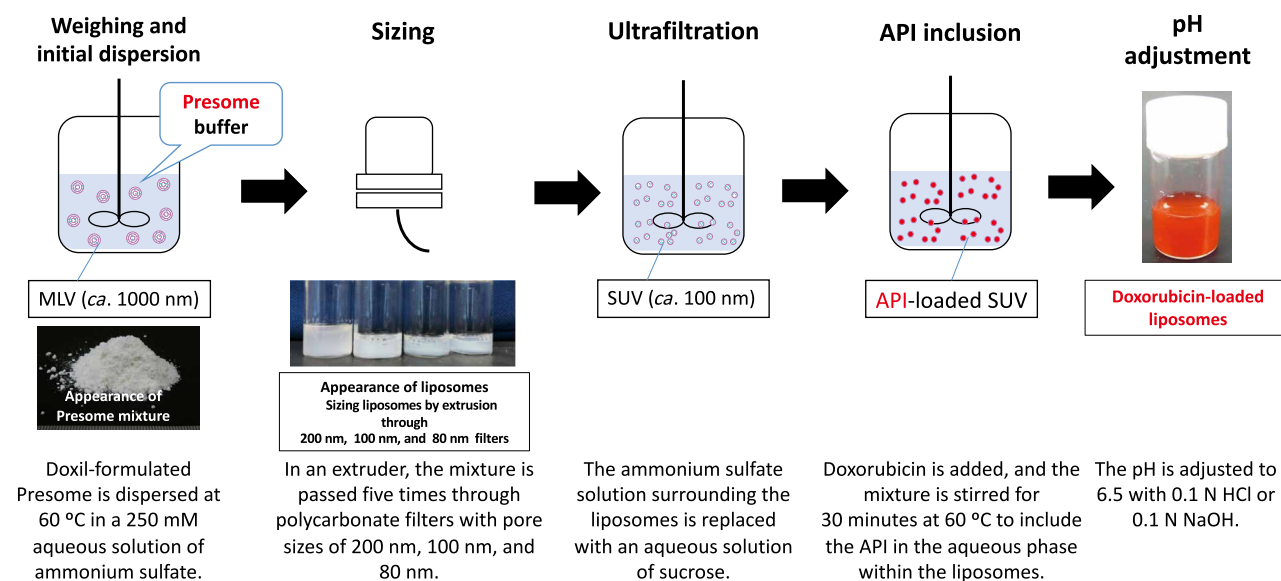 Weighing and
initial dispersion
Presome
buffer
MLV (ca. 1000 nm)
Appearance of
Presome mixture
Doxil-formulated
Presome is dispersed at
60 ºC in a 250 mM
aqueous solution of
ammonium sulfate.
Sizing
Appearance of liposomes
Sizing liposomes by extrusion
through
200 nm, 100 nm, and 80 nm filters
In an extruder, the mixture is
passed five times through
polycarbonate filters with pore
sizes of 200 nm, 100 nm, and
80 nm.
Ultrafiltration
SUV (ca. 100 nm)
The ammonium sulfate
solution surrounding the
liposomes is replaced
with an aqueous solution
of sucrose.
API inclusion
API-loaded SUV
Doxorubicin is added, and the
mixture is stirred for
30 minutes at 60 ºC to include
the API in the aqueous phase
within the liposomes.
pH
adjustment
Doxorubicin-loaded
liposomes
The pH is adjusted to
6.5 with 0.1 N HCl or
0.1 N NaOH.